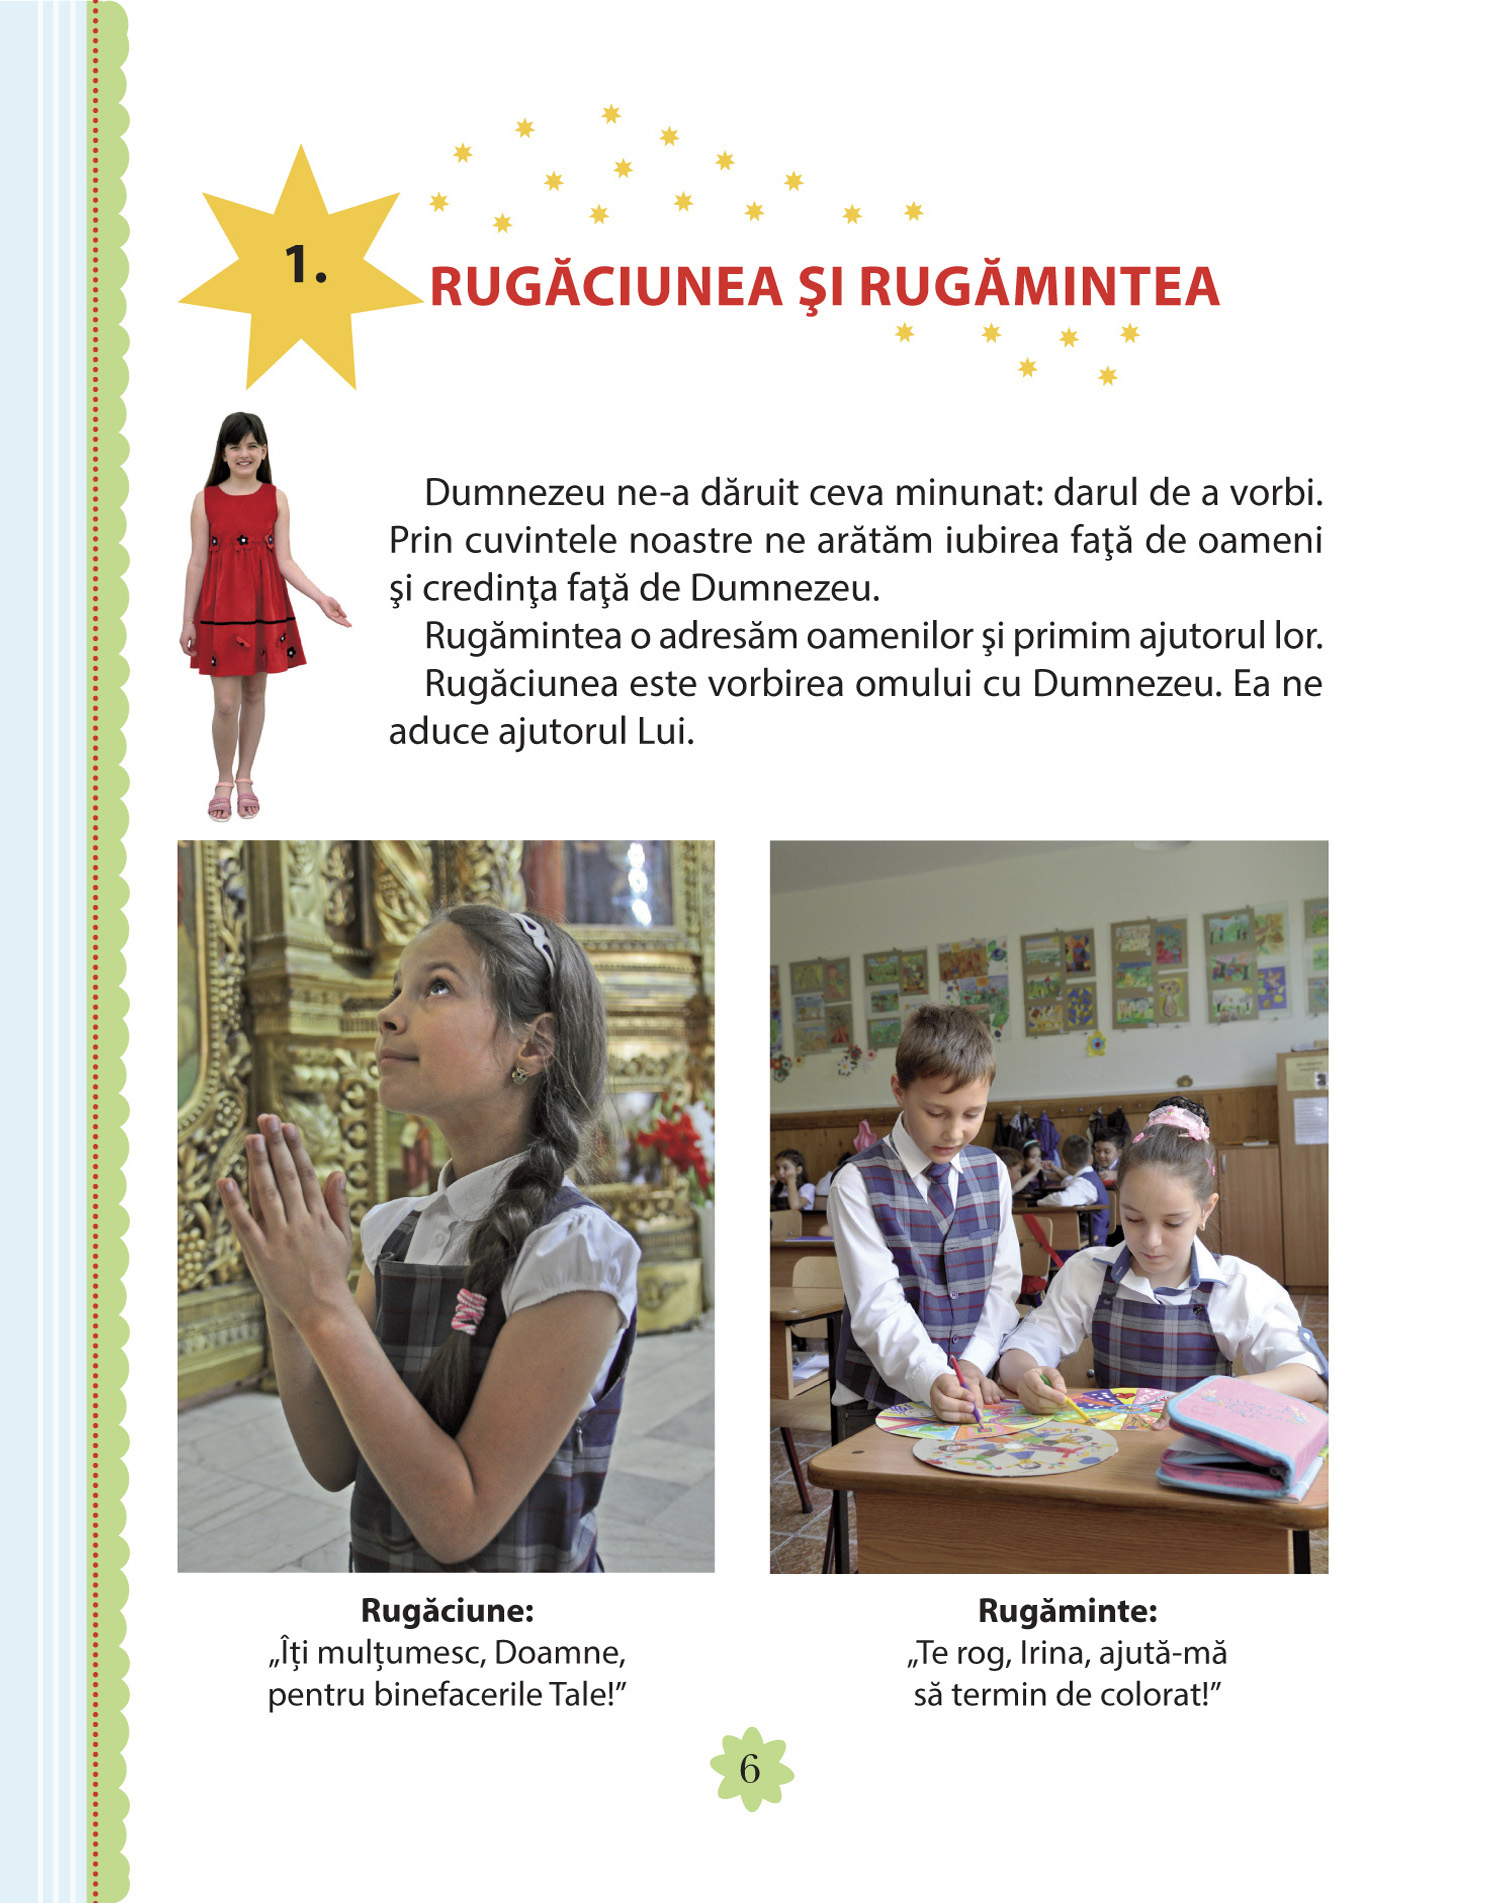 1.
RUGĂCIUNEA ŞI RUGĂMINTEA
Dumnezeu ne-a dăruit ceva minunat: darul de a vorbi.
Prin cuvintele noastre ne arătăm iubirea faţă de oameni
şi credinţa faţă de Dumnezeu.
Rugămintea o adresăm oamenilor şi primim ajutorul lor.
Rugăciunea este vorbirea omului cu Dumnezeu. Ea ne
aduce ajutorul Lui.
Rugăciune:
„Îți mulțumesc, Doamne,
pentru binefacerile Tale!”
Rugăminte:
„Te rog, Irina, ajută-mă
să termin de colorat!”
6